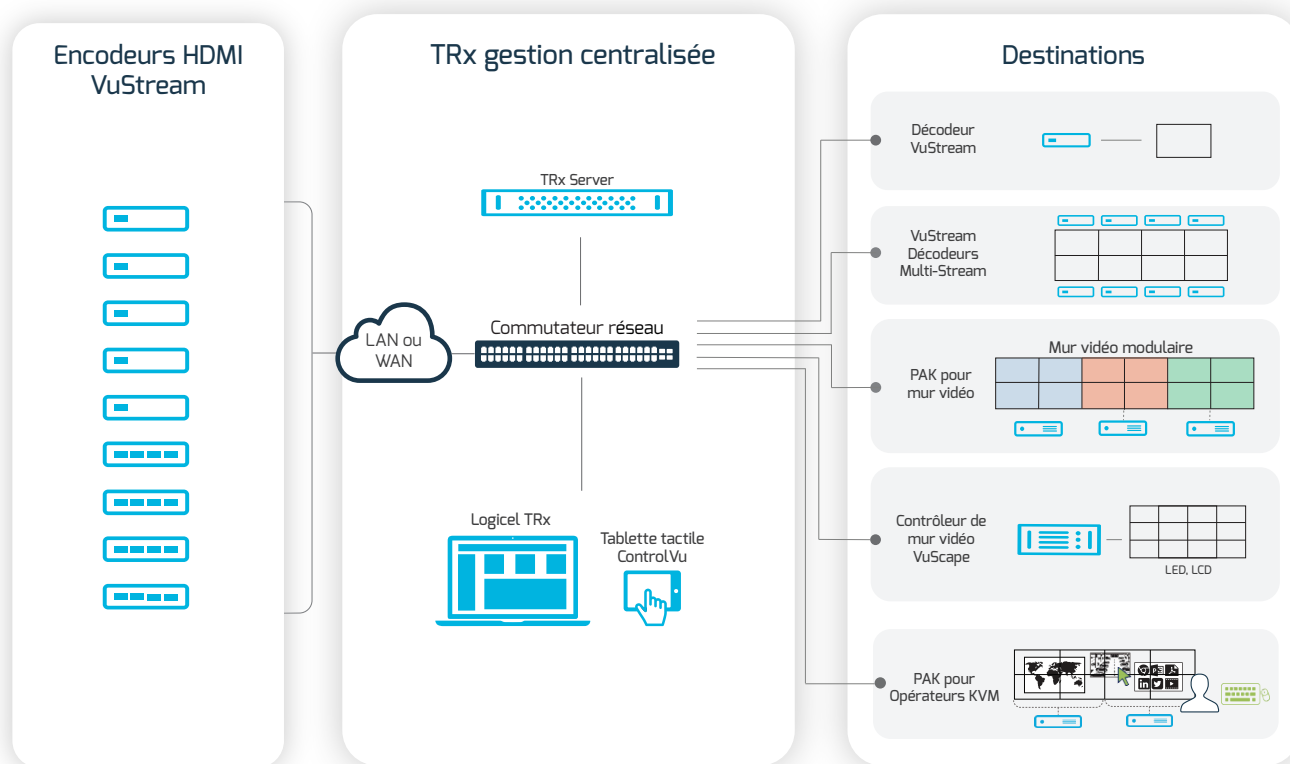 Encodeurs HDMI
VuStream
TRx gestion centralisée
TRx Server
LAN ou
WAN
Commutateur réseau
Logicel TRx
Tablette tactile
ControlVu
Destinations
Décodeur
VuStream
VuStream
Décodeurs
Multi-Stream
Mur vidéo modulaire
PAK pour
mur vidéo
Contrôleur de
mur vidéo
VuScape
LED, LCD
PAK pour
Opérateurs KVM
in